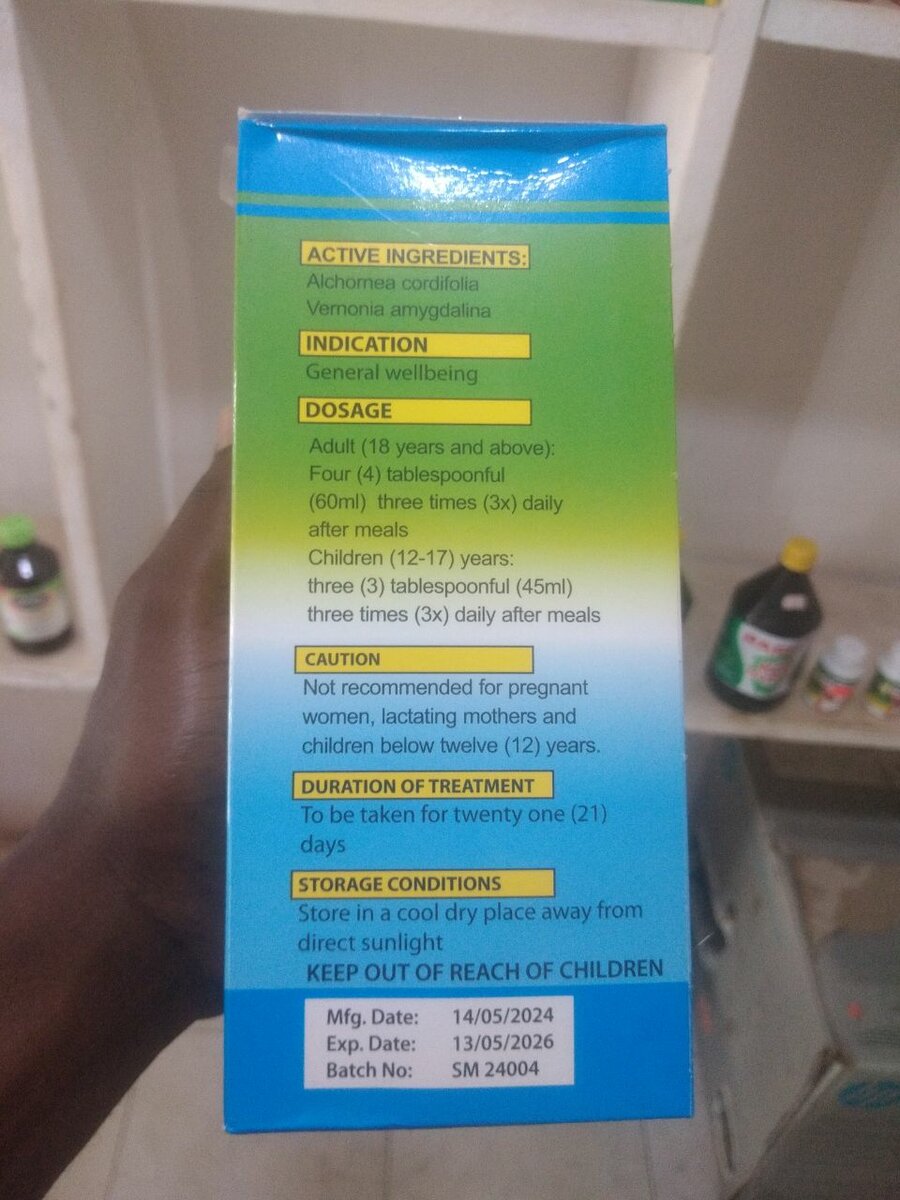 ACTIVE INGREDIENTS:
Alchornea cordifolia
Vernonia amygdalina
INDICATION
General wellbeing
DOSAGE
Adult (18 years and above):
Four (4) tablespoonful
(60ml) three times (3x) daily
after meals
Children (12-17) years:
three (3) tablespoonful (45ml)
three times (3x) daily after meals
CAUTION
Not recommended for pregnant
women, lactating mothers and
children below twelve (12) years.
DURATION OF TREATMENT
To be taken for twenty one (21)
days
STORAGE CONDITIONS
Store in a cool dry place away from
direct sunlight
KEEP OUT OF REACH OF CHILDREN
Mfg. Date: 14/05/2024
Exp. Date: 13/05/2026
Batch No: SM 24004